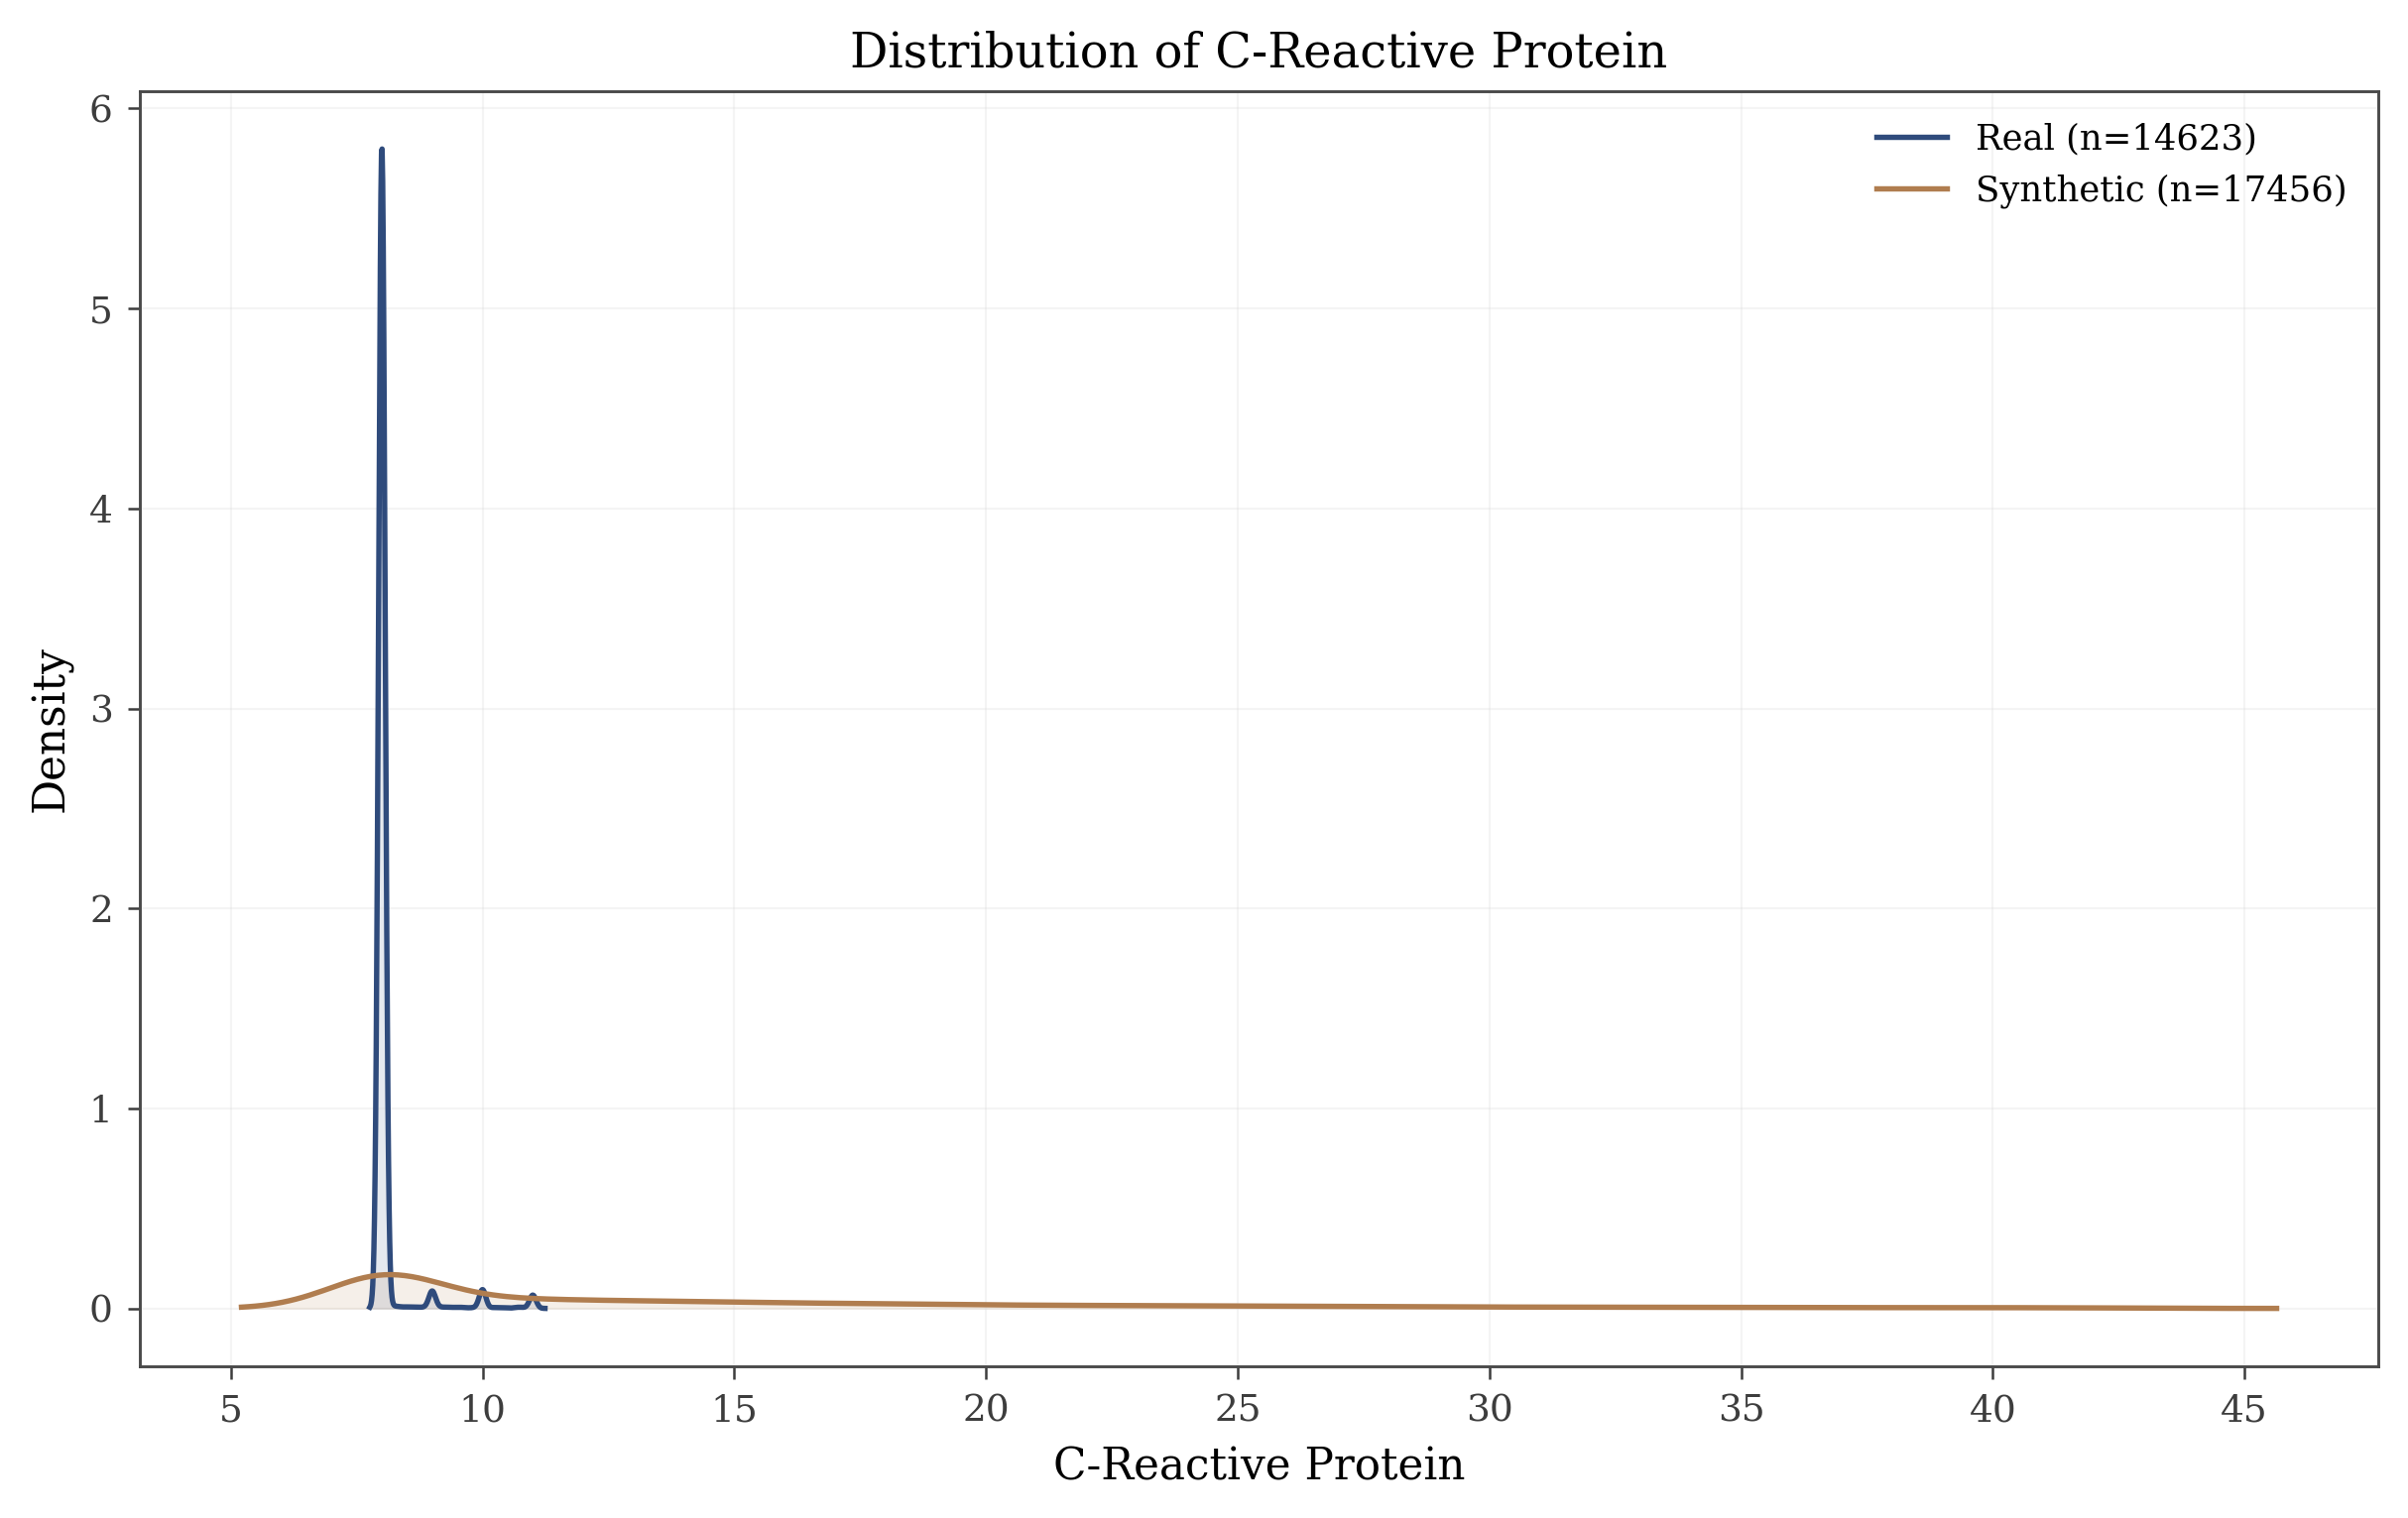 Distribution of C-Reactive Protein
Real (n=14623)
Synthetic (n=17456)
Density
6
5
4
3
2
1
0
5 10 15 20 25 30 35 40 45
C-Reactive Protein